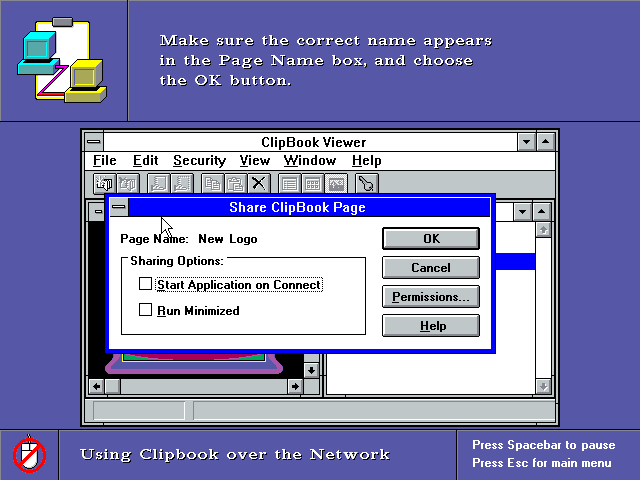 Make sure the correct name appears
in the Page Name box, and choose
the OK button.
ClipBook Viewer
File Edit Security View Window Help
Share ClipBook Page
Page Name: New Logo
OK
Sharing Options:
Cancel
Start Application on Connect
Permissions...
Run Minimized
Help
Using Clipbook over the Network
Press Spacebar to pause
Press Esc for main menu